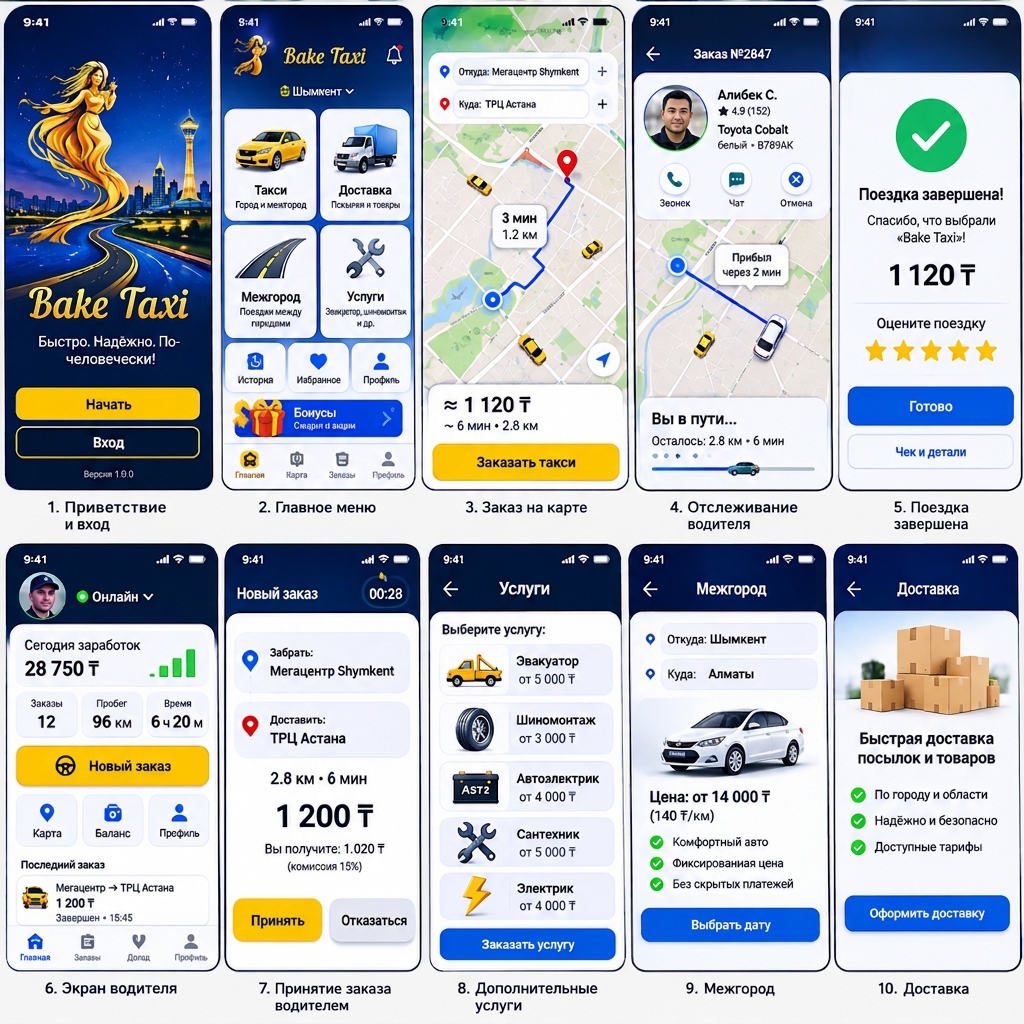 9:41
Bake Taxi
Быстро. Надёжно. По-
человечески!
Начать
Вход
Версия 1.9.0
1. Приветствие
и вход
9:41
Bake Taxi
Шымкент
Такси
Город и межгород
Доставка
Межгород
Поездки между
Услуги
и др.
История
Избранное
Профиль
Бонусы
Главная
Карта
Профиль
2. Главное меню
9:41
Откуда: Мегацентр Shymkent
Куда: ТРЦ Астана
3 мин
1.2 км
≈ 1 120 ₸
~ 6 мин • 2.8 км
Заказать такси
3. Заказ на карте
9:41
Заказ №2847
Алибек С.
★ 4.9 (152)
Toyota Cobalt
белый • B789AK
Звонек
Чат
Отмена
Прибыл
через 2 мин
Вы в пути...
Осталось: 2.8 км • 6 мин
4. Отслеживание
водителя
9:41
Поездка завершена!
Спасибо, что выбрали
«Bake Taxi»!
1 120 ₸
Оцените поездку
Готово
Чек и детали
5. Поездка
завершена
9:41
Онлайн
Сегодня заработок
28 750 ₸
Заказы
12
Пробег
96 км
Время
6 ч 20 м
Новый заказ
Карта
Баланс
Профиль
Последний заказ
Мегацентр → ТРЦ Астана
1 200 ₸
Завершен • 15:45
Главная
Профиль
6. Экран водителя
9:41
Новый заказ
00:28
Забрать:
Мегацентр Shymkent
Доставить:
ТРЦ Астана
2.8 км • 6 мин
1 200 ₸
Вы получите: 1.020 ₸
(комиссия 15%)
Принять
Отказаться
7. Принятие заказа
водителем
9:41
Услуги
Выберите услугу:
Эвакуатор
от 5 000 ₸
Шиномонтаж
от 3 000 ₸
AST2
Автоэлектрик
от 4 000 ₸
Сантехник
от 5 000 ₸
Электрик
от 4 000 ₸
Заказать услугу
8. Дополнительные
услуги
9:41
Межгород
Откуда: Шымкент
Куда: Алматы
Цена: от 14 000 ₸
(140 ₸/км)
Комфортный авто
Фиксированная цена
Без скрытых платежей
Выбрать дату
9. Межгород
9:41
Доставка
Быстрая доставка
посылок и товаров
По городу и области
Надёжно и безопасно
Доступные тарифы
Оформить доставку
10. Доставка